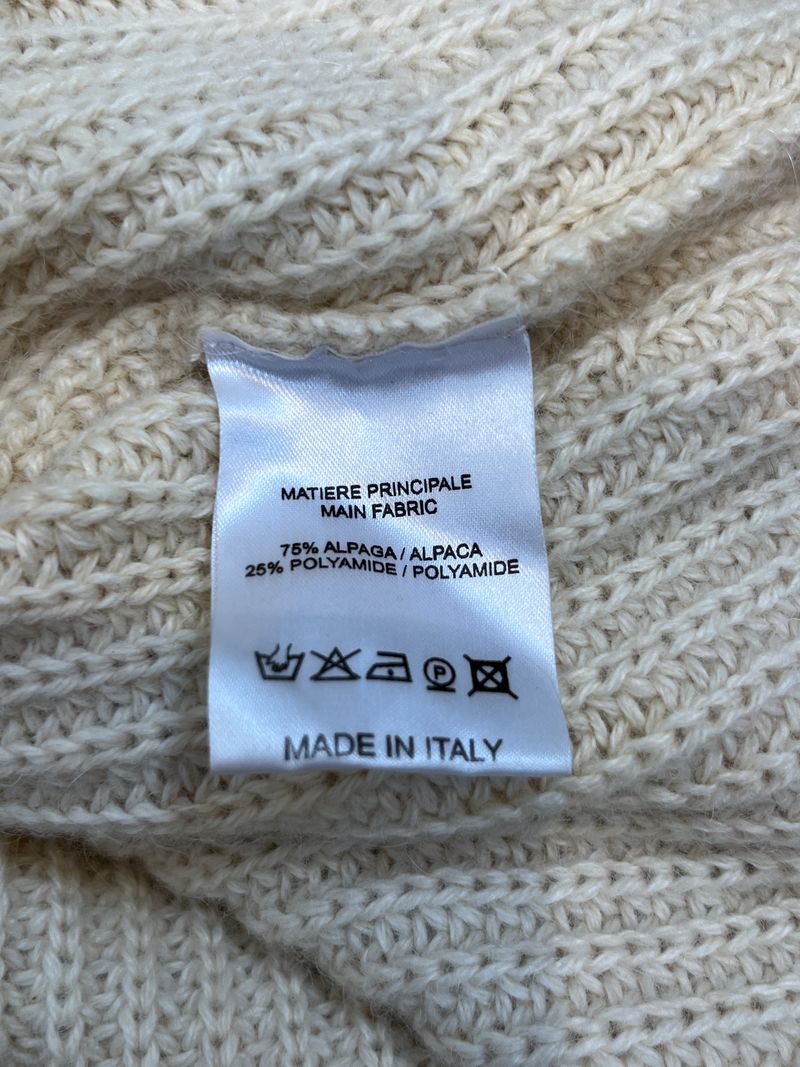 MATIERE PRINCIPALE
MAIN FABRIC
75% ALPAGA / ALPACA
25% POLYAMIDE / POLYAMIDE
P
MADE IN ITALY